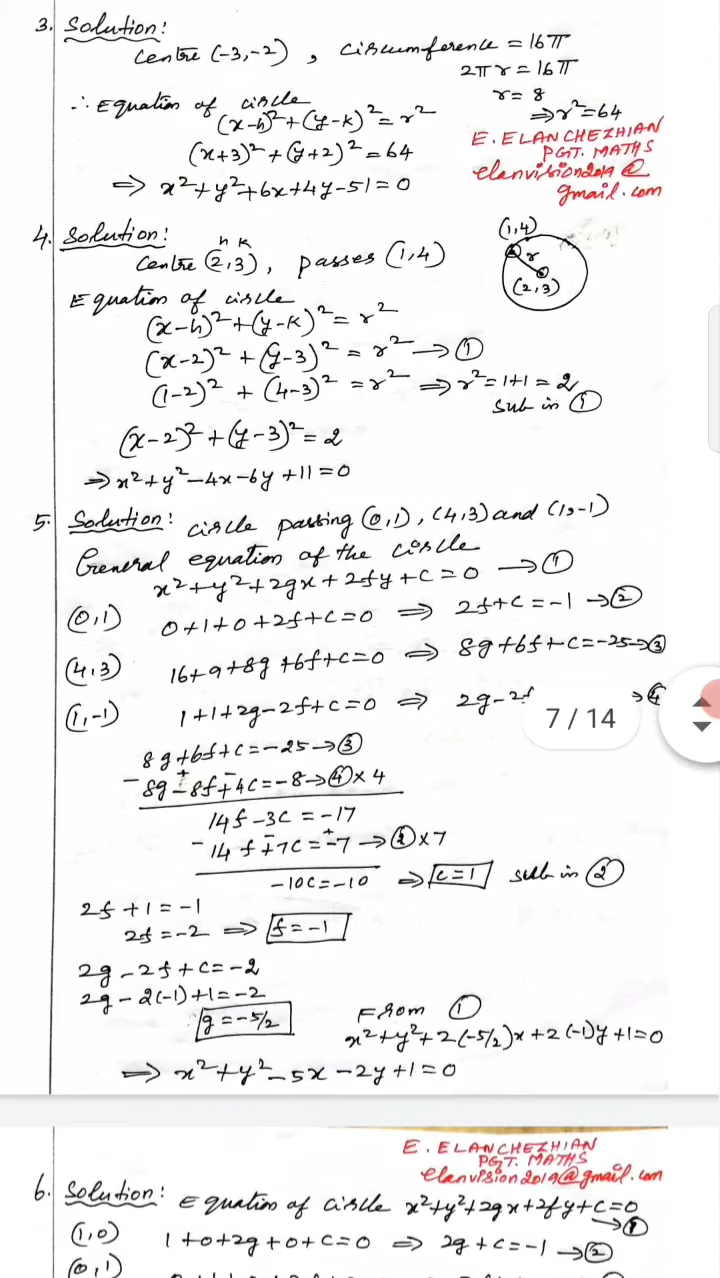 3. Solution:
Centre (-3,-2), circumference = 16π
2πr = 16π
r = 8
⇒ r² = 64
∴ Equation of circle
(x-h)²+(y-k)² = r²
(x+3)²+(y+2)² = 64
⇒ x²+y²+6x+4y-51=0
E. ELANCHEZHIAN
PGT. MATHS
elanvision2019@
gmail.com
4. Solution:
h k
Centre (2,3), passes (1,4)
(1,4)
r
(2,3)
Equation of circle
(x-h)²+(y-k)² = r²
(x-2)² + (y-3)² = r² → ①
(1-2)² + (4-3)² = r² ⇒ r² = 1+1 = 2
sub in ①
(x-2)²+(y-3)² = 2
⇒ x²+y²-4x-6y+11=0
5. Solution: circle passing (0,1), (4,3) and (1,-1)
General equation of the circle
x²+y²+2gx+2fy+c=0 → ①
(0,1) 0+1+0+2f+c=0 ⇒ 2f+c=-1 → ②
(4,3) 16+9+8g+6f+c=0 ⇒ 8g+6f+c=-25 → ③
(1,-1) 1+1+2g-2f+c=0 ⇒ 2g-2f → ④
7 / 14
8g+6f+c=-25 → ③
- 8g - 8f + 4c = -8 → ④ × 4
14f-3c = -17
- 14f + 7c = -7 → ② × 7
-10c = -10 ⇒ c=1 sub in ②
2f+1=-1
2f=-2 ⇒ f=-1
2g-2f+c=-2
2g-2(-1)+1=-2
g=-5/2
From ①
x²+y²+2(-5/2)x+2(-1)y+1=0
⇒ x²+y²-5x-2y+1=0
E. ELANCHEZHIAN
PGT. MATHS
elanvision2019@gmail.com
6. Solution: Equation of circle x²+y²+2gx+2fy+c=0
→ ①
(1,0) 1+0+2g+0+c=0 ⇒ 2g+c=-1 → ②
(0,1)